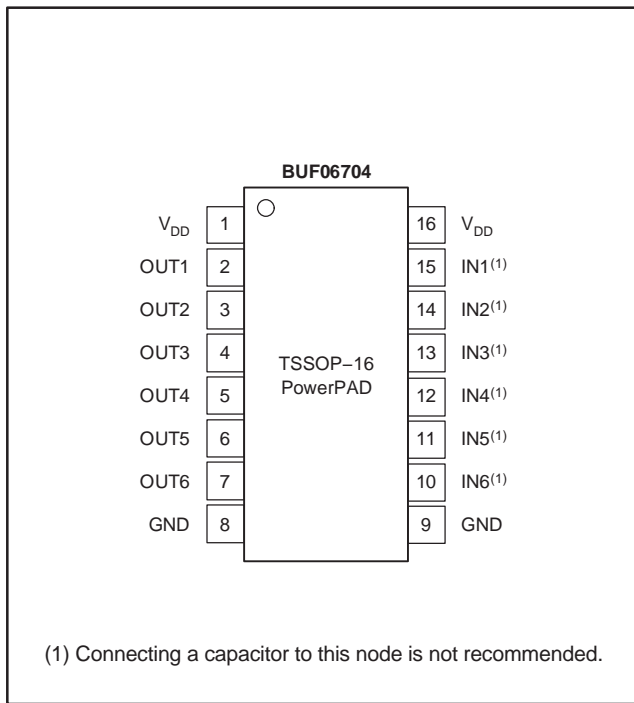 BUF06704
V_DD 1 16 V_DD
OUT1 2 15 IN1(1)
OUT2 3 14 IN2(1)
OUT3 4 13 IN3(1)
OUT4 5 12 IN4(1)
OUT5 6 11 IN5(1)
OUT6 7 10 IN6(1)
GND 8 9 GND
TSSOP–16
PowerPAD
(1) Connecting a capacitor to this node is not recommended.